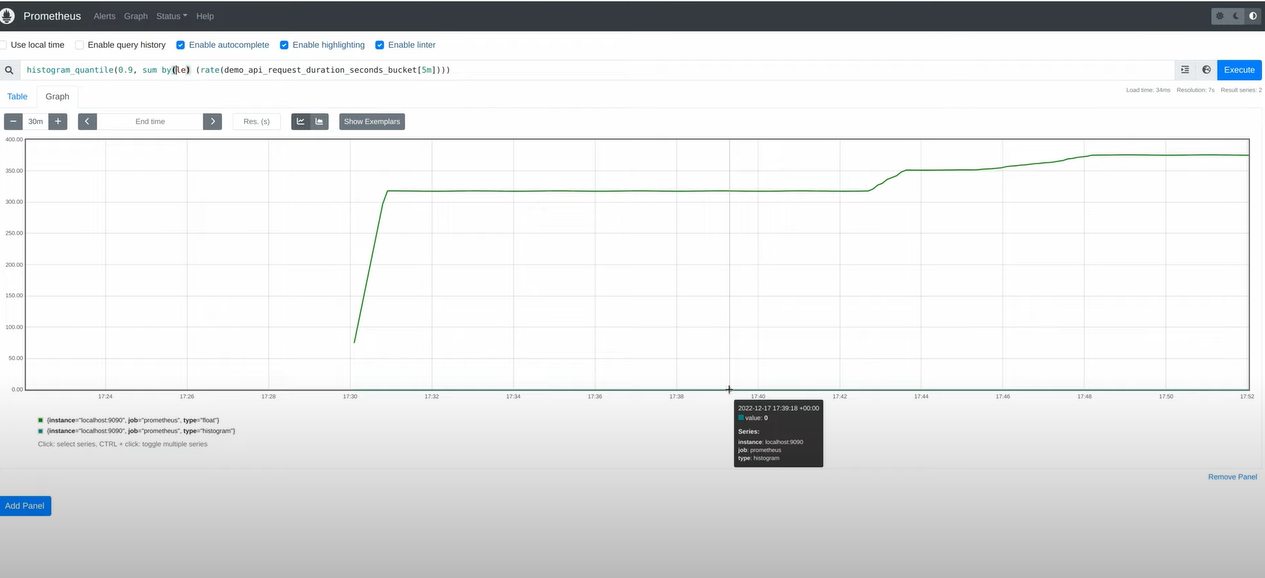 Prometheus Alerts Graph Status Help
Use local time Enable query history Enable autocomplete Enable highlighting Enable linter
histogram_quantile(0.9, sum by(le) (rate(demo_api_request_duration_seconds_bucket[5m])))
Execute
Load time: 34ms Resolution: 7s Result series: 2
Table Graph
− 30m + End time Res. (s) Show Exemplars
400.00
350.00
300.00
250.00
200.00
150.00
100.00
50.00
0.00
17:24 17:26 17:28 17:30 17:32 17:34 17:36 17:38 17:40 17:42 17:44 17:46 17:48 17:50 17:52
2022-12-17 17:39:18 +00:00
value: 0
Series:
instance: localhost:9090
job: prometheus
type: histogram
{instance="localhost:9090", job="prometheus", type="float"}
{instance="localhost:9090", job="prometheus", type="histogram"}
Click: select series, CTRL + click: toggle multiple series
Remove Panel
Add Panel